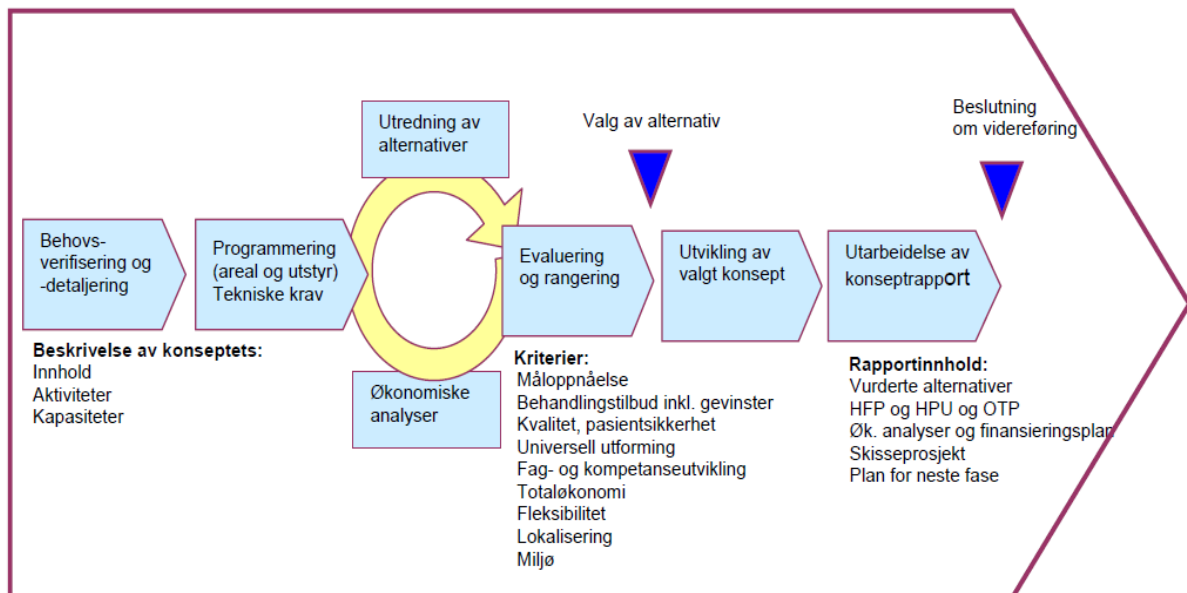 Utredning av
alternativer
Valg av alternativ
Beslutning
om videreføring
Behovs-
verifisering og
-detaljering
Programmering
(areal og utstyr)
Tekniske krav
Evaluering
og rangering
Utvikling av
valgt konsept
Utarbeidelse av
konseptrapport
Beskrivelse av konseptets:
Innhold
Aktiviteter
Kapasiteter
Økonomiske
analyser
Kriterier:
Måloppnåelse
Behandlingstilbud inkl. gevinster
Kvalitet, pasientsikkerhet
Universell utforming
Fag- og kompetanseutvikling
Totaløkonomi
Fleksibilitet
Lokalisering
Miljø
Rapportinnhold:
Vurderte alternativer
HFP og HPU og OTP
Øk. analyser og finansieringsplan
Skisseprosjekt
Plan for neste fase